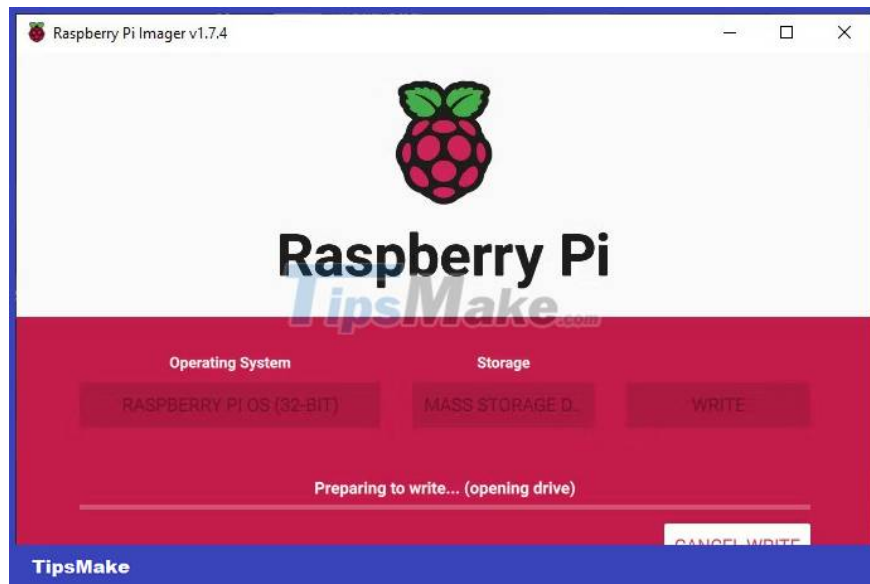 Raspberry Pi Imager v1.7.4
Raspberry Pi
TipsMake.com
Operating System
Storage
RASPBERRY PI OS (32-BIT)
MASS STORAGE D..
WRITE
Preparing to write... (opening drive)
CANCEL WRITE
TipsMake